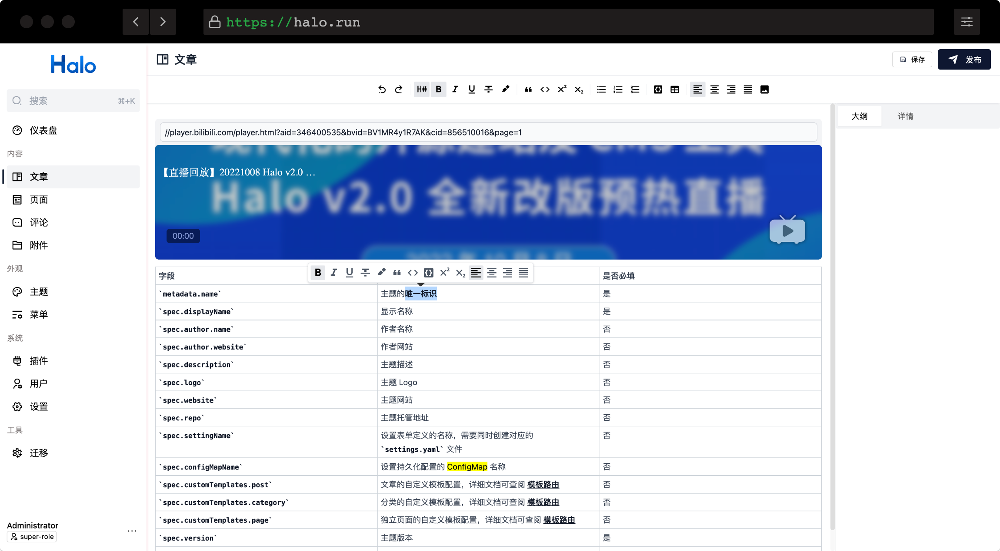 https://halo.run
Halo
搜索 ⌘+K
仪表盘
内容
文章
页面
评论
附件
外观
主题
菜单
系统
插件
用户
设置
工具
迁移
Administrator
super-role
文章
保存
发布
H# B I U
大纲
详情
//player.bilibili.com/player.html?aid=346400535&bvid=BV1MR4y1R7AK&cid=856510016&page=1
【直播回放】20221008 Halo v2.0 …
Halo v2.0 全新改版预热直播
00:00
字段 是否必填
`metadata.name` 主题的唯一标识 是
`spec.displayName` 显示名称 是
`spec.author.name` 作者名称 否
`spec.author.website` 作者网站 否
`spec.description` 主题描述 否
`spec.logo` 主题 Logo 否
`spec.website` 主题网站 否
`spec.repo` 主题托管地址 否
`spec.settingName` 设置表单定义的名称，需要同时创建对应的 否
`settings.yaml` 文件
`spec.configMapName` 设置持久化配置的 ConfigMap 名称 否
`spec.customTemplates.post` 文章的自定义模板配置，详细文档可查阅 模板路由 否
`spec.customTemplates.category` 分类的自定义模板配置，详细文档可查阅 模板路由 否
`spec.customTemplates.page` 独立页面的自定义模板配置，详细文档可查阅 模板路由 否
`spec.version` 主题版本 是